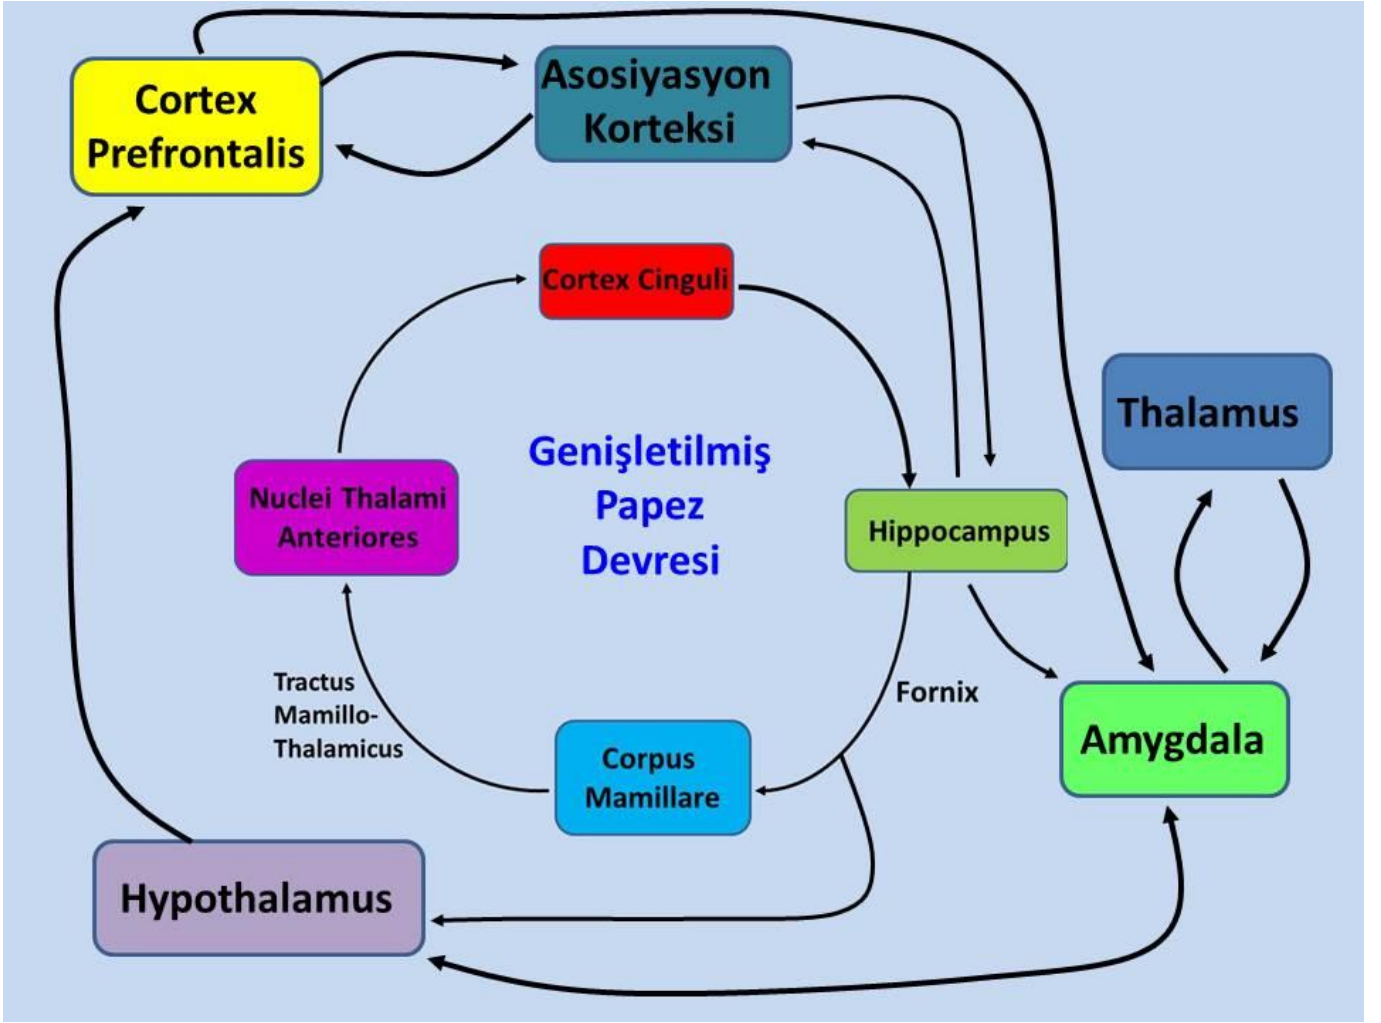 Cortex
Prefrontalis
Asosiyasyon
Korteksi
Cortex Cinguli
Thalamus
Genişletilmiş
Papez
Devresi
Nuclei Thalami
Anteriores
Hippocampus
Tractus
Mamillo-
Thalamicus
Fornix
Corpus
Mamillare
Amygdala
Hypothalamus